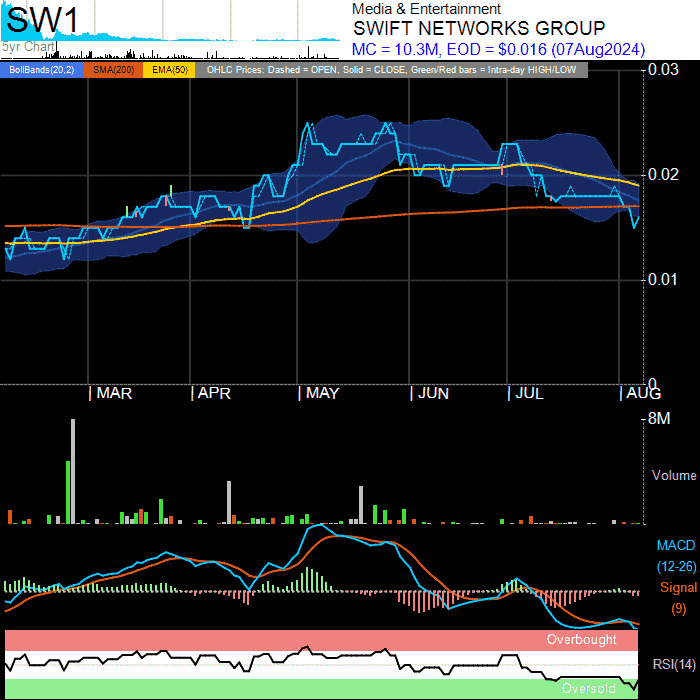 SW1
5yr Chart
Media & Entertainment
SWIFT NETWORKS GROUP
MC = 10.3M, EOD = $0.016 (07Aug2024)
BollBands(20,2) SMA(200) EMA(50) OHLC Prices: Dashed = OPEN, Solid = CLOSE, Green/Red bars = Intra-day HIGH/LOW
0.03
0.02
0.01
0
MAR APR MAY JUN JUL AUG
8M
Volume
MACD
(12-26)
Signal
(9)
Overbought
RSI(14)
Oversold